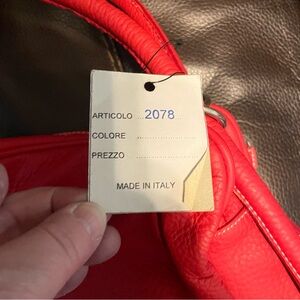 ARTICOLO ... 2078
COLORE ...............
PREZZO ...............
MADE IN ITALY